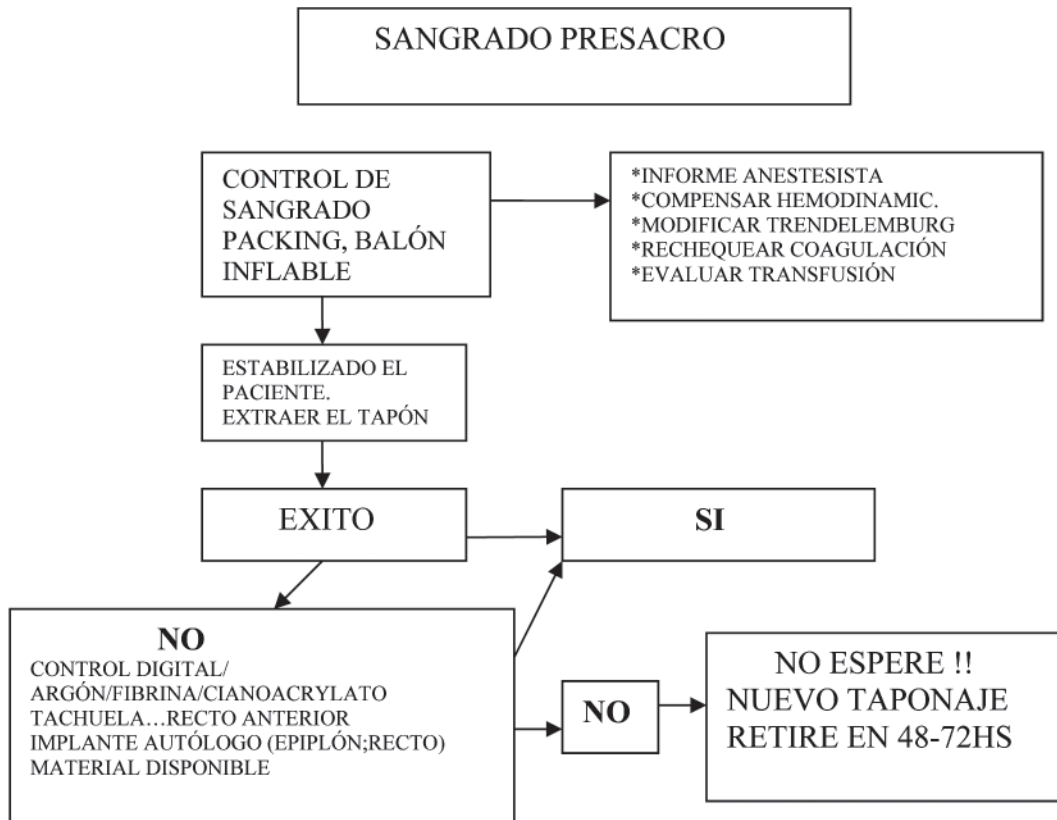 SANGRADO PRESACRO
CONTROL DE
SANGRADO
PACKING, BALÓN
INFLABLE
*INFORME ANESTESISTA
*COMPENSAR HEMODINAMIC.
*MODIFICAR TRENDELEMBURG
*RECHEQUEAR COAGULACIÓN
*EVALUAR TRANSFUSIÓN
ESTABILIZADO EL
PACIENTE.
EXTRAER EL TAPÓN
EXITO
SI
NO
CONTROL DIGITAL/
ARGÓN/FIBRINA/CIANOACRYLATO
TACHUELA...RECTO ANTERIOR
IMPLANTE AUTÓLOGO (EPIPLÓN;RECTO)
MATERIAL DISPONIBLE
NO
NO ESPERE !!
NUEVO TAPONAJE
RETIRE EN 48-72HS